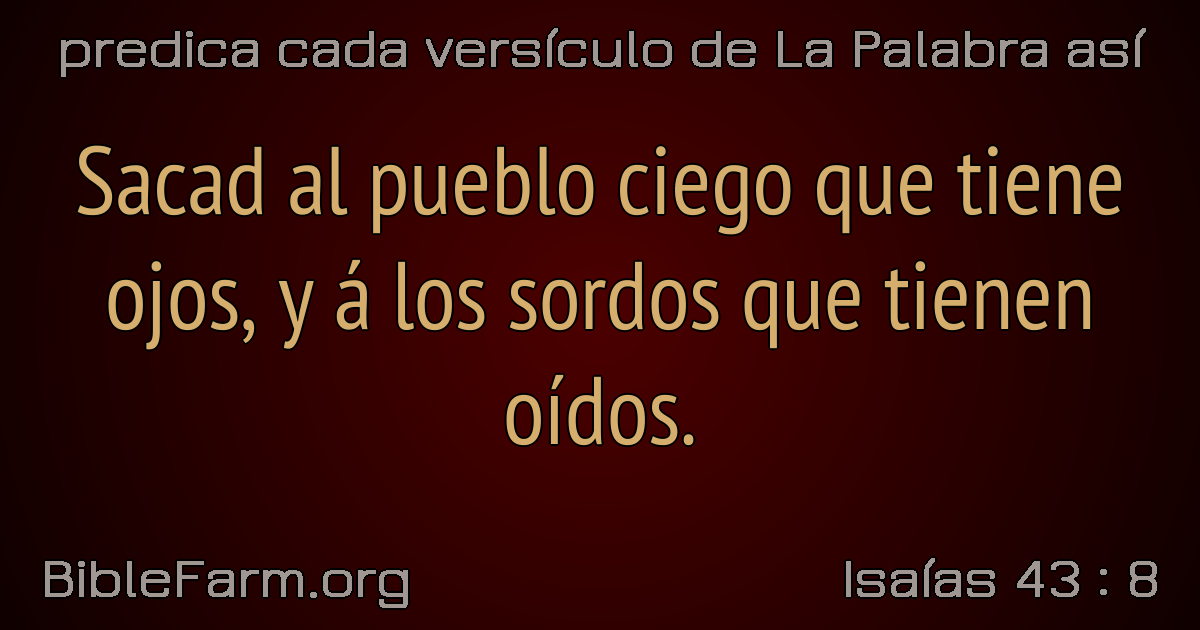 predica cada versículo de La Palabra así
Sacad al pueblo ciego que tiene
ojos, y á los sordos que tienen
oídos.
BibleFarm.org
Isaías 43 : 8